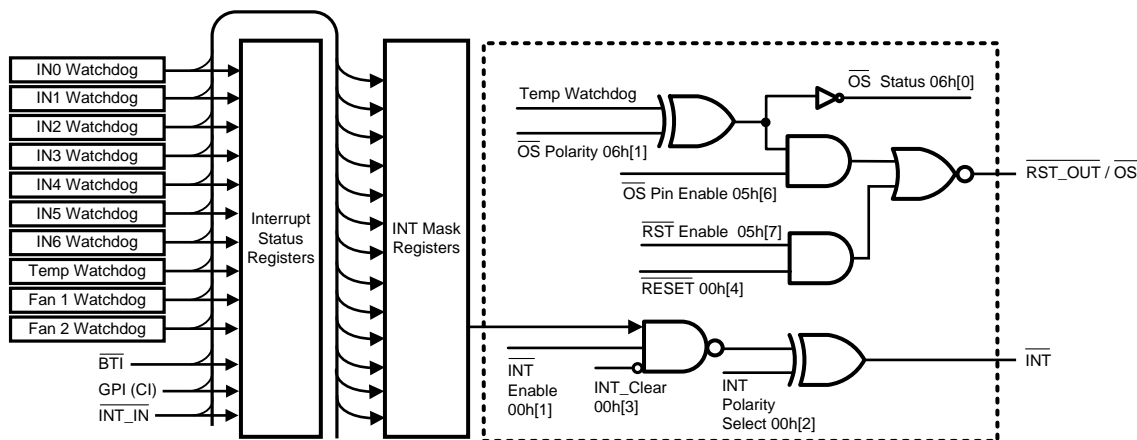 IN0 Watchdog
IN1 Watchdog
IN2 Watchdog
IN3 Watchdog
IN4 Watchdog
IN5 Watchdog
IN6 Watchdog
Temp Watchdog
Fan 1 Watchdog
Fan 2 Watchdog
BTI
GPI (CI)
INT_IN
Interrupt
Status
Registers
INT Mask
Registers
Temp Watchdog
OS Polarity 06h[1]
OS Status 06h[0]
OS Pin Enable 05h[6]
RST Enable 05h[7]
RESET 00h[4]
RST_OUT / OS
INT
Enable
00h[1]
INT_Clear
00h[3]
INT
Polarity
Select 00h[2]
INT